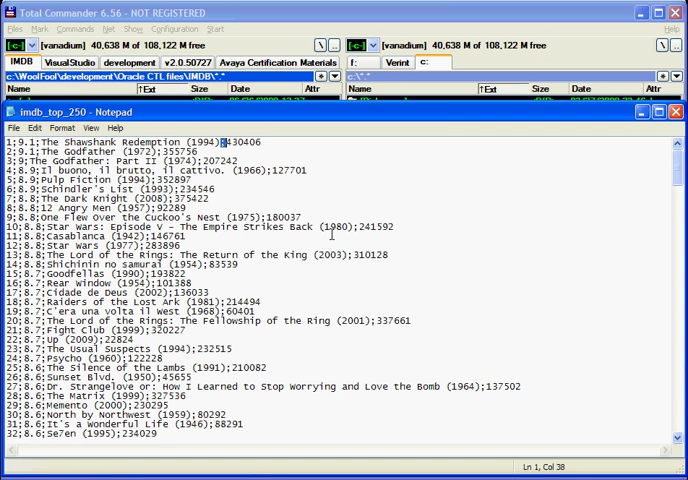 Total Commander 6.56 - NOT REGISTERED
Files Mark Commands Net Show Configuration Start Help
[-c-] [vanadium] 40,638 M of 108,122 M free \ .. [-c-] [vanadium] 40,638 M of 108,122 M free \ ..
IMDB VisualStudio development v2.0.50727 Avaya Certification Materials f: Verint c:
c:\WoolFool\development\Oracle CTL files\IMDB\*.* * c:\*.* *
Name ↑Ext Size Date Attr Name ↑Ext Size Date Attr
imdb_top_250 - Notepad
File Edit Format View Help
1;9.1;The Shawshank Redemption (1994);430406
2;9.1;The Godfather (1972);355756
3;9;The Godfather: Part II (1974);207242
4;8.9;Il buono, il brutto, il cattivo. (1966);127701
5;8.9;Pulp Fiction (1994);352897
6;8.9;Schindler's List (1993);234546
7;8.8;The Dark Knight (2008);375422
8;8.8;12 Angry Men (1957);92289
9;8.8;One Flew Over the Cuckoo's Nest (1975);180037
10;8.8;Star Wars: Episode V - The Empire Strikes Back (1980);241592
11;8.8;Casablanca (1942);146761
12;8.8;Star Wars (1977);283896
13;8.8;The Lord of the Rings: The Return of the King (2003);310128
14;8.8;Shichinin no samurai (1954);83539
15;8.7;Goodfellas (1990);193822
16;8.7;Rear Window (1954);101388
17;8.7;Cidade de Deus (2002);136033
18;8.7;Raiders of the Lost Ark (1981);214494
19;8.7;C'era una volta il West (1968);60401
20;8.7;The Lord of the Rings: The Fellowship of the Ring (2001);337661
21;8.7;Fight Club (1999);320227
22;8.7;Up (2009);22824
23;8.7;The Usual Suspects (1994);232515
24;8.7;Psycho (1960);122228
25;8.6;The Silence of the Lambs (1991);210082
26;8.6;Sunset Blvd. (1950);45655
27;8.6;Dr. Strangelove or: How I Learned to Stop Worrying and Love the Bomb (1964);137502
28;8.6;The Matrix (1999);327536
29;8.6;Memento (2000);230295
30;8.6;North by Northwest (1959);80292
31;8.6;It's a Wonderful Life (1946);88291
32;8.6;Se7en (1995);234029
Ln 1, Col 38